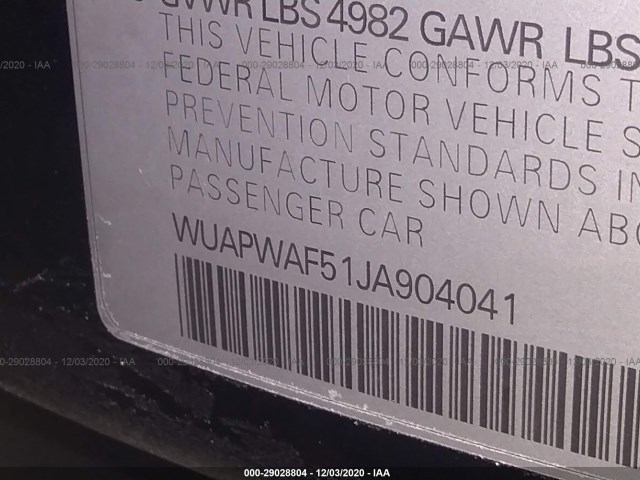 GVWR LBS 4982 GAWR LBS
THIS VEHICLE CONFORMS T
FEDERAL MOTOR VEHICLE S
PREVENTION STANDARDS IN
MANUFACTURE SHOWN ABO
PASSENGER CAR
WUAPWAF51JA904041
12/03/2020 - IAA
000-29028804 - 12/03/2020 - IAA
000-29028804 - 12/03/2020 - IAA
000-29028804 - 12/03/2020 - IAA
000-29028804 - 12/03/2020 - IAA